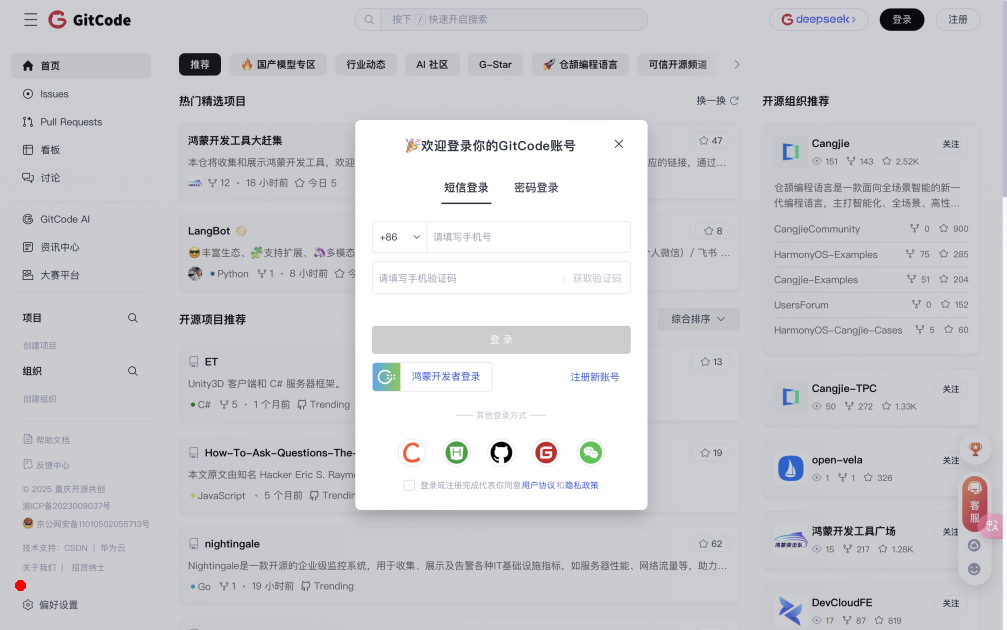 GitCode
按下 / 快速开启搜索
deepseek
登录
注册
首页
Issues
Pull Requests
看板
讨论
GitCode AI
资讯中心
大赛平台
项目
创建项目
组织
创建组织
帮助文档
反馈中心
© 2025 重庆开源共创
渝ICP备2023009037号
京公网安备11010502055713号
技术支持：CSDN | 华为云
关于我们 | 招贤纳士
偏好设置
推荐
国产模型专区
行业动态
AI 社区
G-Star
仓颉编程语言
可信开源频道
热门精选项目
换一换
鸿蒙开发工具大赶集
47
本仓将收集和展示鸿蒙开发工具，欢迎
应的链接，通过…
12 · 18 小时前 今日 5
LangBot
8
丰富生态、
支持扩展、
多模态
个人微信）/ 飞书 …
Python 1 · 8 小时前 今
开源项目推荐
综合排序
ET
13
Unity3D 客户端和 C# 服务器框架。
C# 5 · 1 个月前 Trending
How-To-Ask-Questions-The-
19
本文原文由知名 Hacker Eric S. Raym
JavaScript · 5 个月前 Trendin
nightingale
62
Nightingale是一款开源的企业级监控系统，用于收集、展示及告警各种IT基础设施指标，如服务器性能、网络流量等，助力…
Go 1 · 19 小时前 Trending
欢迎登录你的GitCode账号
短信登录
密码登录
+86
请填写手机号
请填写手机验证码
获取验证码
登 录
鸿蒙开发者登录
注册新账号
其他登录方式
登录或注册完成代表你同意用户协议和隐私政策
开源组织推荐
Cangjie
关注
151 143 2.52K
仓颉编程语言是一款面向全场景智能的新一
代编程语言，主打智能化、全场景、高性…
CangjieCommunity 0 900
HarmonyOS-Examples 75 285
Cangjie-Examples 51 204
UsersForum 0 152
HarmonyOS-Cangjie-Cases 5 60
Cangjie-TPC
关注
50 272 1.33K
open-vela
关注
1 1 326
鸿蒙开发工具广场
关注
15 217 1.28K
DevCloudFE
关注
17 87 819
客
服